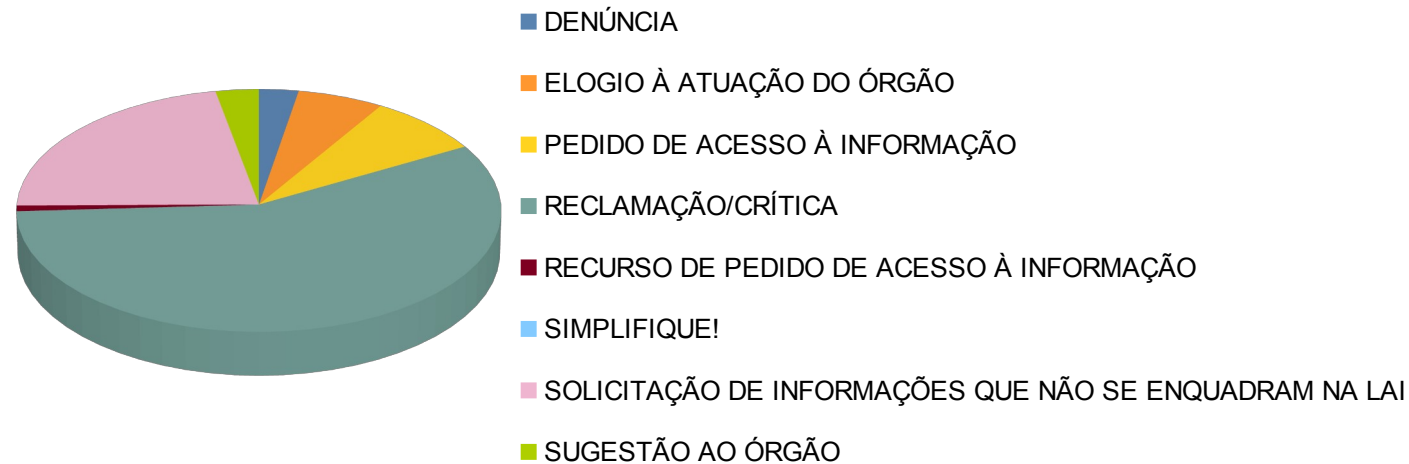 DENÚNCIA
ELOGIO À ATUAÇÃO DO ÓRGÃO
PEDIDO DE ACESSO À INFORMAÇÃO
RECLAMAÇÃO/CRÍTICA
RECURSO DE PEDIDO DE ACESSO À INFORMAÇÃO
SIMPLIFIQUE!
SOLICITAÇÃO DE INFORMAÇÕES QUE NÃO SE ENQUADRAM NA LAI
SUGESTÃO AO ÓRGÃO